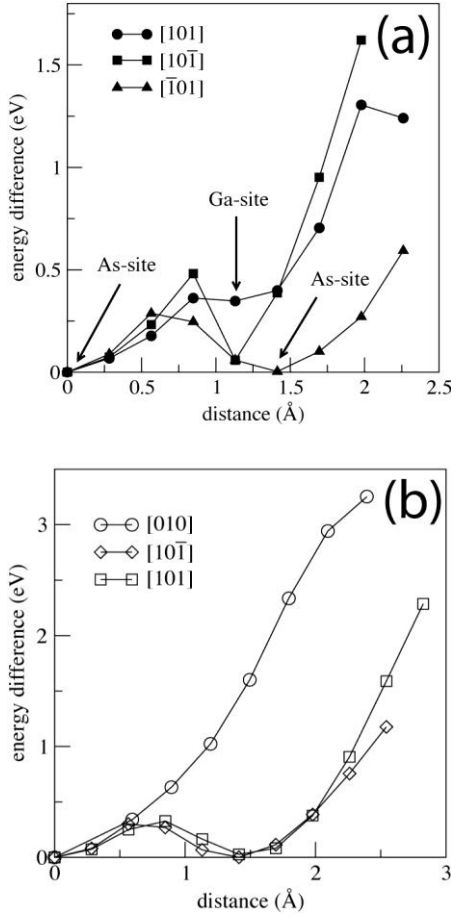 (a)
[101]
[101̄]
[1̄01]
energy difference (eV)
1.5
1
0.5
0
As-site
Ga-site
As-site
0 0.5 1 1.5 2 2.5
distance (Å)
(b)
[010]
[101̄]
[101]
energy difference (eV)
3
2
1
0
0 1 2 3
distance (Å)